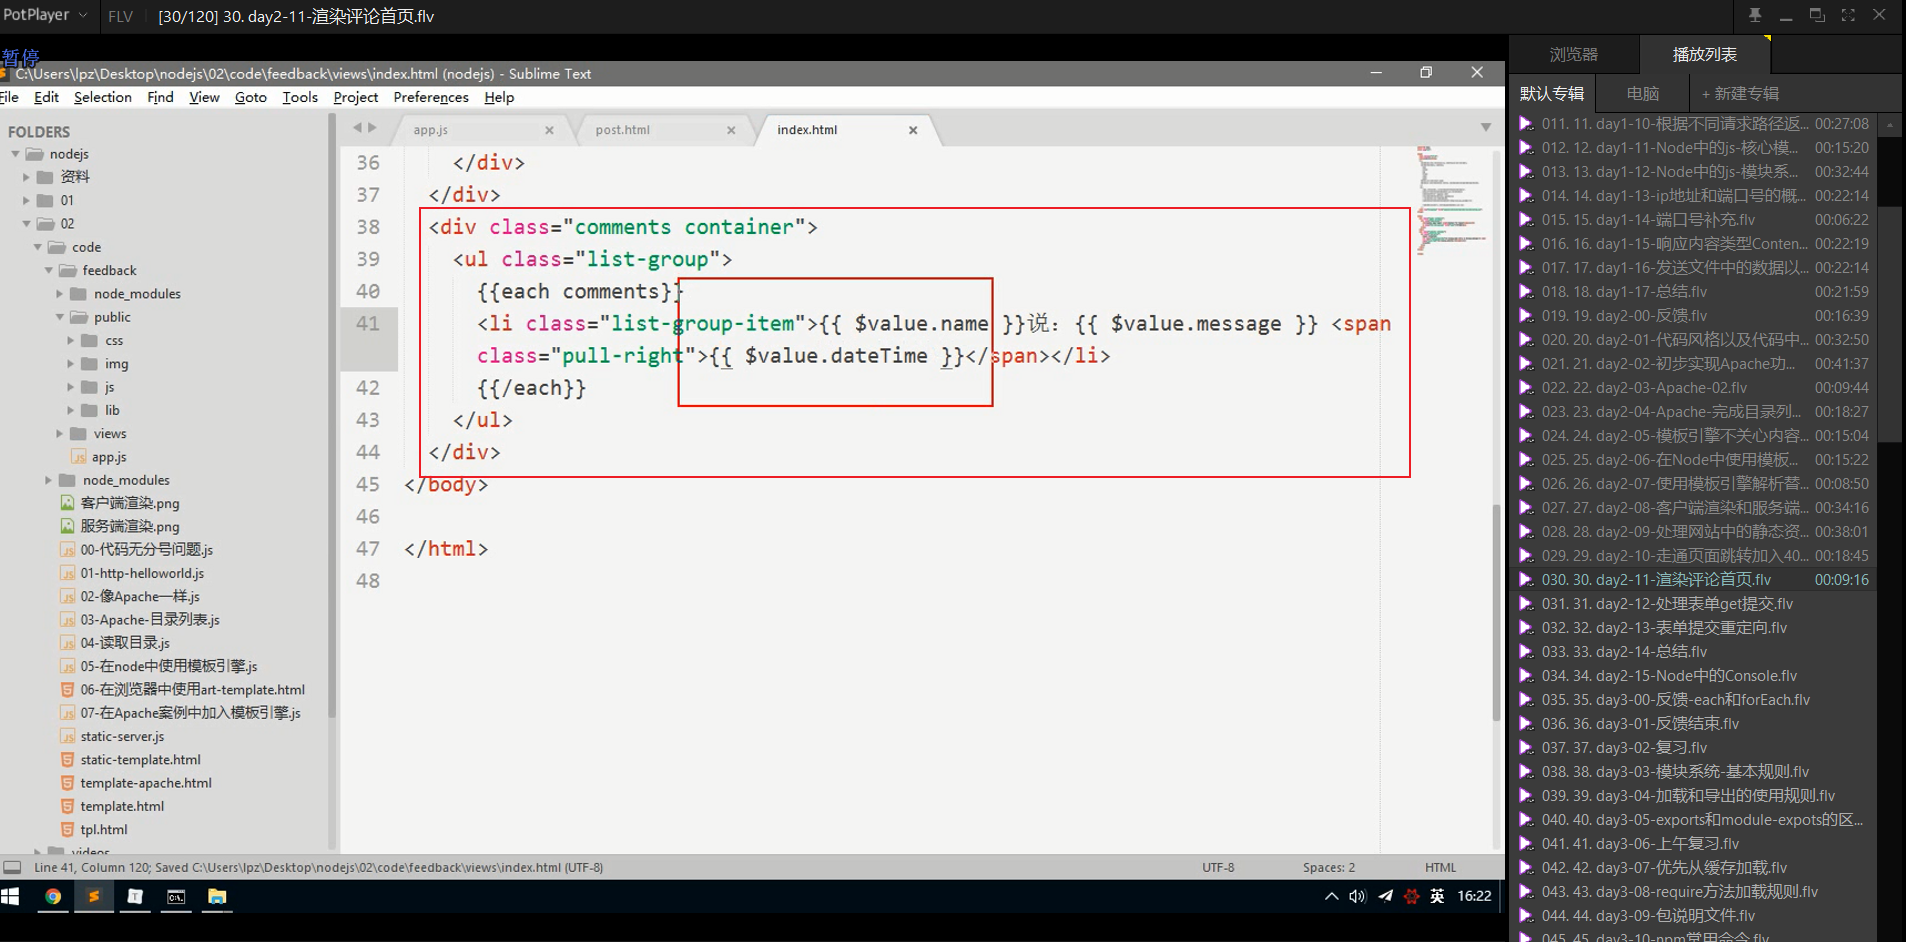 PotPlayer
FLV
[30/120] 30. day2-11-渲染评论首页.flv
暂停
C:\Users\lpz\Desktop\nodejs\02\code\feedback\views\index.html (nodejs) - Sublime Text
File Edit Selection Find View Goto Tools Project Preferences Help
FOLDERS
nodejs
资料
01
02
code
feedback
node_modules
public
css
img
js
lib
views
app.js
node_modules
客户端渲染.png
服务端渲染.png
00-代码无分号问题.js
01-http-helloworld.js
02-像Apache一样.js
03-Apache-目录列表.js
04-读取目录.js
05-在node中使用模板引擎.js
06-在浏览器中使用art-template.html
07-在Apache案例中加入模板引擎.js
static-server.js
static-template.html
template-apache.html
template.html
tpl.html
videos
app.js
post.html
index.html
36 </div>
37 </div>
38 <div class="comments container">
39 <ul class="list-group">
40 {{each comments}}
41 <li class="list-group-item">{{ $value.name }}说：{{ $value.message }} <span
class="pull-right">{{ $value.dateTime }}</span></li>
42 {{/each}}
43 </ul>
44 </div>
45 </body>
46
47 </html>
48
Line 41, Column 120; Saved C:\Users\lpz\Desktop\nodejs\02\code\feedback\views\index.html (UTF-8)
UTF-8
Spaces: 2
HTML
英
16:22
浏览器
播放列表
默认专辑
电脑
+ 新建专辑
011. 11. day1-10-根据不同请求路径返... 00:27:08
012. 12. day1-11-Node中的js-核心模... 00:15:20
013. 13. day1-12-Node中的js-模块系... 00:32:44
014. 14. day1-13-ip地址和端口号的概... 00:22:14
015. 15. day1-14-端口号补充.flv 00:06:22
016. 16. day1-15-响应内容类型Conten... 00:22:19
017. 17. day1-16-发送文件中的数据以... 00:22:14
018. 18. day1-17-总结.flv 00:21:59
019. 19. day2-00-反馈.flv 00:16:39
020. 20. day2-01-代码风格以及代码中... 00:32:50
021. 21. day2-02-初步实现Apache功... 00:41:37
022. 22. day2-03-Apache-02.flv 00:09:44
023. 23. day2-04-Apache-完成目录列... 00:18:27
024. 24. day2-05-模板引擎不关心内容... 00:15:04
025. 25. day2-06-在Node中使用模板... 00:15:22
026. 26. day2-07-使用模板引擎解析替... 00:08:50
027. 27. day2-08-客户端渲染和服务端... 00:34:16
028. 28. day2-09-处理网站中的静态资... 00:38:01
029. 29. day2-10-走通页面跳转加入40... 00:18:45
030. 30. day2-11-渲染评论首页.flv 00:09:16
031. 31. day2-12-处理表单get提交.flv
032. 32. day2-13-表单提交重定向.flv
033. 33. day2-14-总结.flv
034. 34. day2-15-Node中的Console.flv
035. 35. day3-00-反馈-each和forEach.flv
036. 36. day3-01-反馈结束.flv
037. 37. day3-02-复习.flv
038. 38. day3-03-模块系统-基本规则.flv
039. 39. day3-04-加载和导出的使用规则.flv
040. 40. day3-05-exports和module-expots的区...
041. 41. day3-06-上午复习.flv
042. 42. day3-07-优先从缓存加载.flv
043. 43. day3-08-require方法加载规则.flv
044. 44. day3-09-包说明文件.flv
045. 45. day3-10-npm常用命令.flv